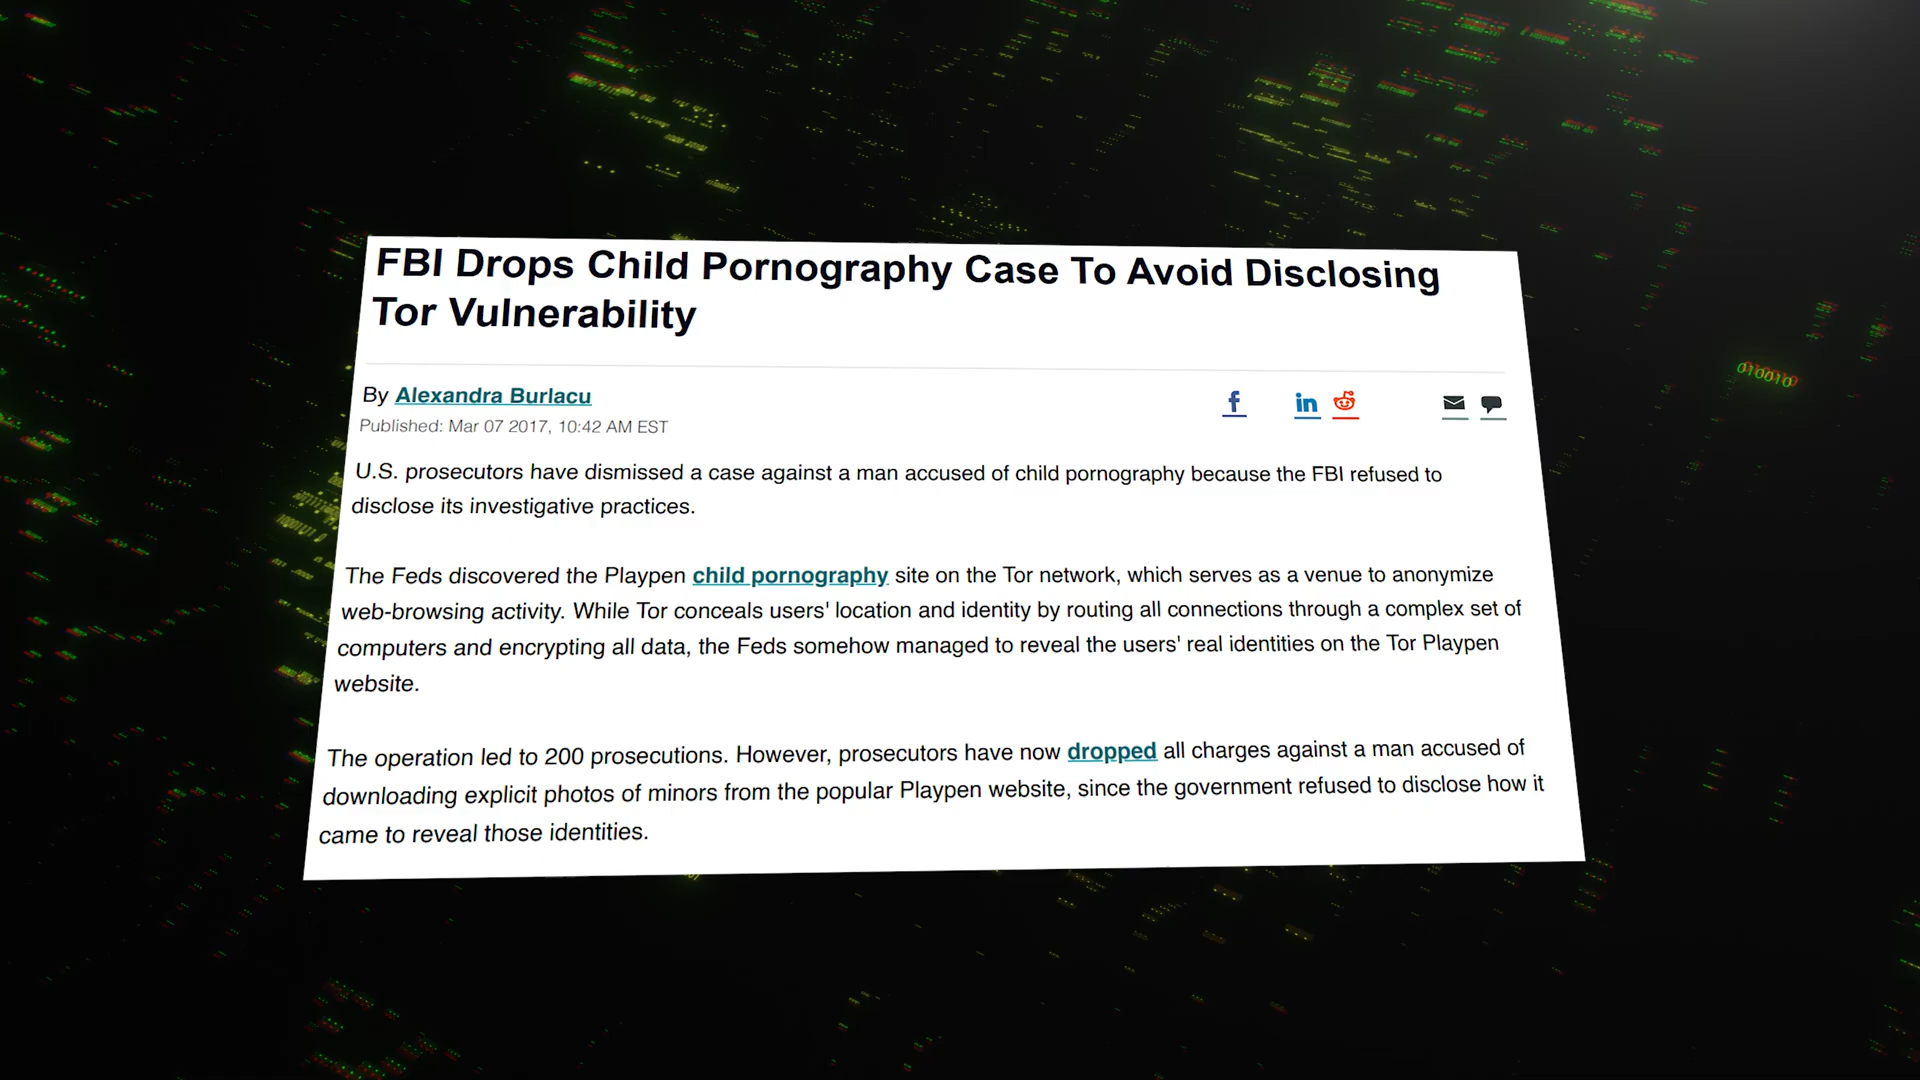 FBI Drops Child Pornography Case To Avoid Disclosing
Tor Vulnerability
By Alexandra Burlacu
Published: Mar 07 2017, 10:42 AM EST
U.S. prosecutors have dismissed a case against a man accused of child pornography because the FBI refused to
disclose its investigative practices.
The Feds discovered the Playpen child pornography site on the Tor network, which serves as a venue to anonymize
web-browsing activity. While Tor conceals users' location and identity by routing all connections through a complex set of
computers and encrypting all data, the Feds somehow managed to reveal the users' real identities on the Tor Playpen
website.
The operation led to 200 prosecutions. However, prosecutors have now dropped all charges against a man accused of
downloading explicit photos of minors from the popular Playpen website, since the government refused to disclose how it
came to reveal those identities.